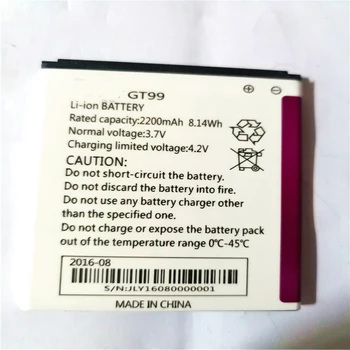 GT99
Li-ion BATTERY
Rated capacity:2200mAh 8.14Wh
Normal voltage:3.7V
Charging limited voltage:4.2V
CAUTION:
Do not short-circuit the battery
Do not discard the battery into fire.
Do not use any battery charger other
than the specified one.
Do not charge or expose the battery pack
out of the temperature range 0℃-45℃
2016-08
S/N:JLY16080000001
MADE IN CHINA